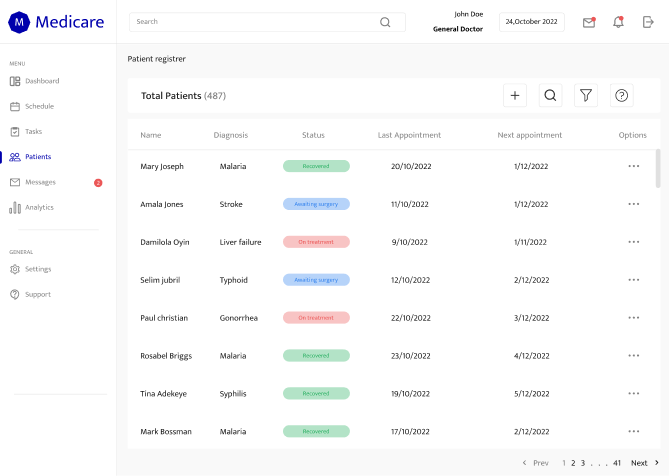 M Medicare
Search
John Doe
General Doctor
24,October 2022
MENU
Dashboard
Schedule
Tasks
Patients
Messages 2
Analytics
GENERAL
Settings
Support
Patient registrer
Total Patients (487)
+ ?
Name Diagnosis Status Last Appointment Next appointment Options
Mary Joseph Malaria Recovered 20/10/2022 1/12/2022 ...
Amala Jones Stroke Awaiting surgery 11/10/2022 1/12/2022 ...
Damilola Oyin Liver failure On treatment 9/10/2022 1/11/2022 ...
Selim jubril Typhoid Awaiting surgery 12/10/2022 2/12/2022 ...
Paul christian Gonorrhea On treatment 22/10/2022 3/12/2022 ...
Rosabel Briggs Malaria Recovered 23/10/2022 4/12/2022 ...
Tina Adekeye Syphilis Recovered 19/10/2022 5/12/2022 ...
Mark Bossman Malaria Recovered 17/10/2022 2/12/2022 ...
< Prev 1 2 3 . . . 41 Next >